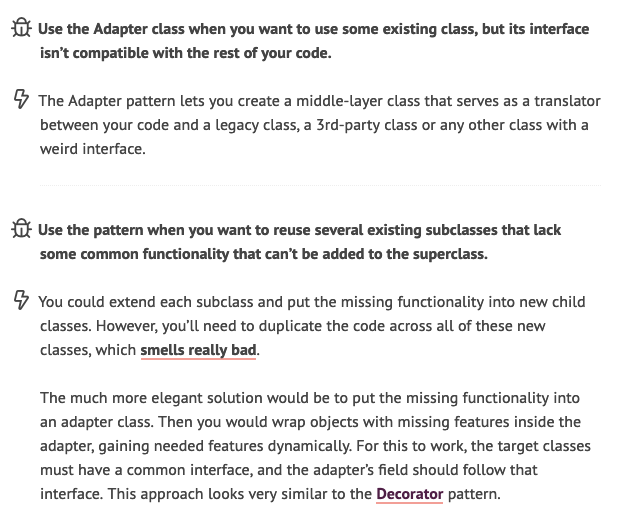 Use the Adapter class when you want to use some existing class, but its interface
isn’t compatible with the rest of your code.
The Adapter pattern lets you create a middle-layer class that serves as a translator
between your code and a legacy class, a 3rd-party class or any other class with a
weird interface.
Use the pattern when you want to reuse several existing subclasses that lack
some common functionality that can’t be added to the superclass.
You could extend each subclass and put the missing functionality into new child
classes. However, you’ll need to duplicate the code across all of these new
classes, which smells really bad.
The much more elegant solution would be to put the missing functionality into
an adapter class. Then you would wrap objects with missing features inside the
adapter, gaining needed features dynamically. For this to work, the target classes
must have a common interface, and the adapter’s field should follow that
interface. This approach looks very similar to the Decorator pattern.